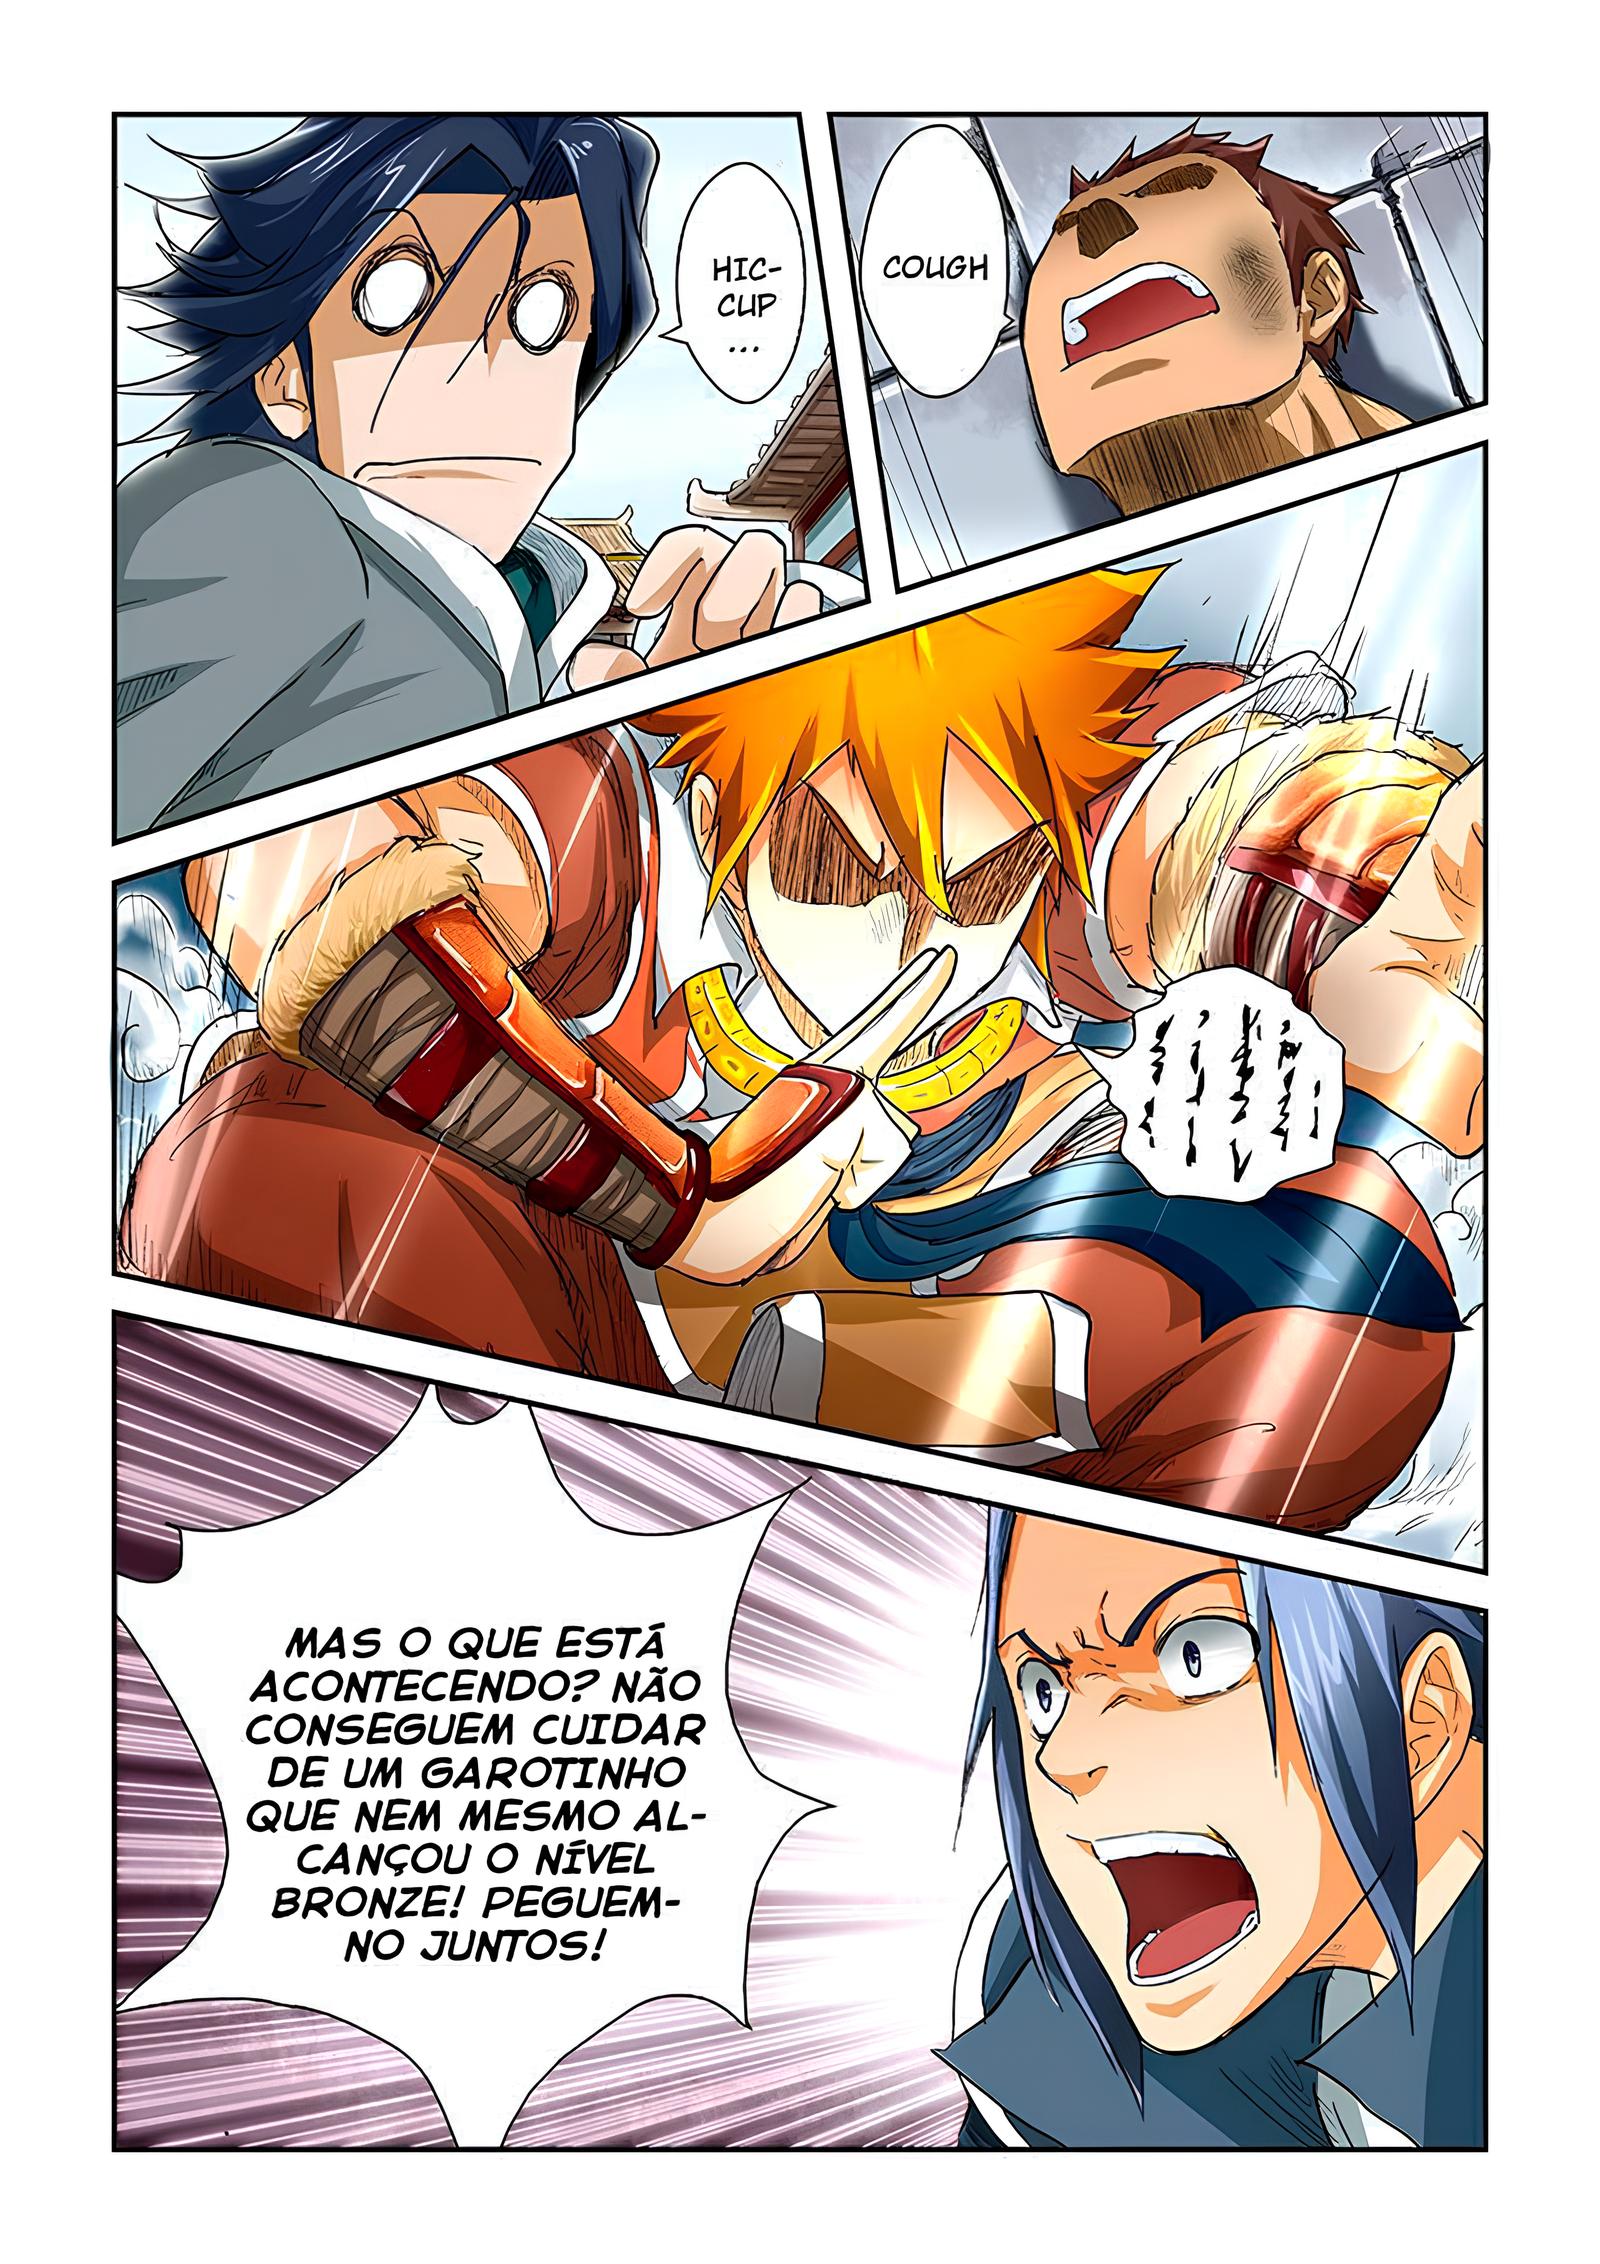 HIC-
CUP
...
COUGH
MAS O QUE ESTÁ
ACONTECENDO? NÃO
CONSEGUEM CUIDAR
DE UM GAROTINHO
QUE NEM MESMO AL-
CANÇOU O NÍVEL
BRONZE! PEGUEM-
NO JUNTOS!